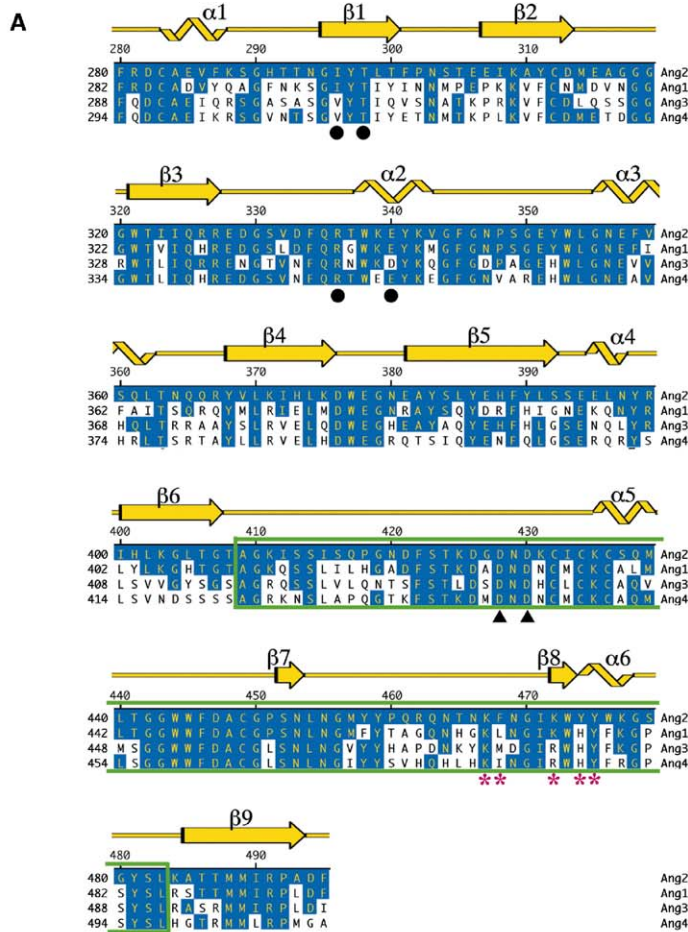 A
α1 β1 β2
280 290 300 310
280 FRDCAEVFKSGHTTNGIYTLTFPNSTEEIKAYCDMEAGGG Ang2
282 FRDCADVYQAGFNKSGIYTIYINNMPEPKKVFCNMDVNGG Ang1
288 FQDCAEIQRSGASASGVYTIQVSNATKPRKVFCDLQSSGG Ang3
294 FQDCAEIKRSGVNTSGVYTIYETNMTKPLKVFCDMETDGG Ang4
β3 α2 α3
320 330 340 350
320 GWTIIQRREDGSVDFQRTWKEYKVGFGNPSGEYWLGNEFV Ang2
322 GWTVIQHREDGSLDFQRGWKEYKMGFGNPSGEYWLGNEFI Ang1
328 RWTLIQRRENGTVNFQRNWKDYKQGFGDPAGEHWLGNEVV Ang3
334 GWTLIQHREDGSVNFQRTWEEYKEGFGNVAREHWLGNEAV Ang4
β4 β5 α4
360 370 380 390
360 SQLTNQQRYVLKIHLKDWEGNEAYSLYEHFYLSSEELNYR Ang2
362 FAITSQRQYMLRIELMDWEGNRAYSQYDRFHIGNEKQNYR Ang1
368 HQLTRRAAYSLRVELQDWEGHEAYAQYEHFHLGSENQLYR Ang3
374 HRLTSRTAYLLRVELHDWEGRQTSIQYENFQLGSERQRYS Ang4
β6 α5
400 410 420 430
400 IHLKGLTGTAGKISSISQPGNDFSTKDGDNDKCICKCSQM Ang2
402 LYLKGHTGTAGKQSSLILHGADFSTKDADNDNCMCKCALM Ang1
408 LSVVGYSGSAGRQSSLVLQNTSFSTLDSDNDHCLCKCAQV Ang3
414 LSVNDSSSSAGRKNSLAPQGTKFSTKDMDNDNCMCKCAQM Ang4
β7 β8 α6
440 450 460 470
440 LTGGWWFDACGPSNLNGMYYPQRQNTNKFNGIKWYYWKGS Ang2
442 LTGGWWFDACGPSNLNGMFYTAGQNHGKLNGIKWHYFKGP Ang1
448 MSGGWWFDACGLSNLNGVYYHAPDNKYKMDGIRWHYFKGP Ang3
454 LSGGWWFDACGLSNLNGIYYSVHQHLHKINGIRWHYFRGP Ang4
* * * * *
β9
480 490
480 GYSLKATTMMIRPADF Ang2
482 SYSLRSTTMMIRPLDF Ang1
488 SYSLRASRMMIRPLDI Ang3
494 SYSLHGTRMMLRPMGA Ang4